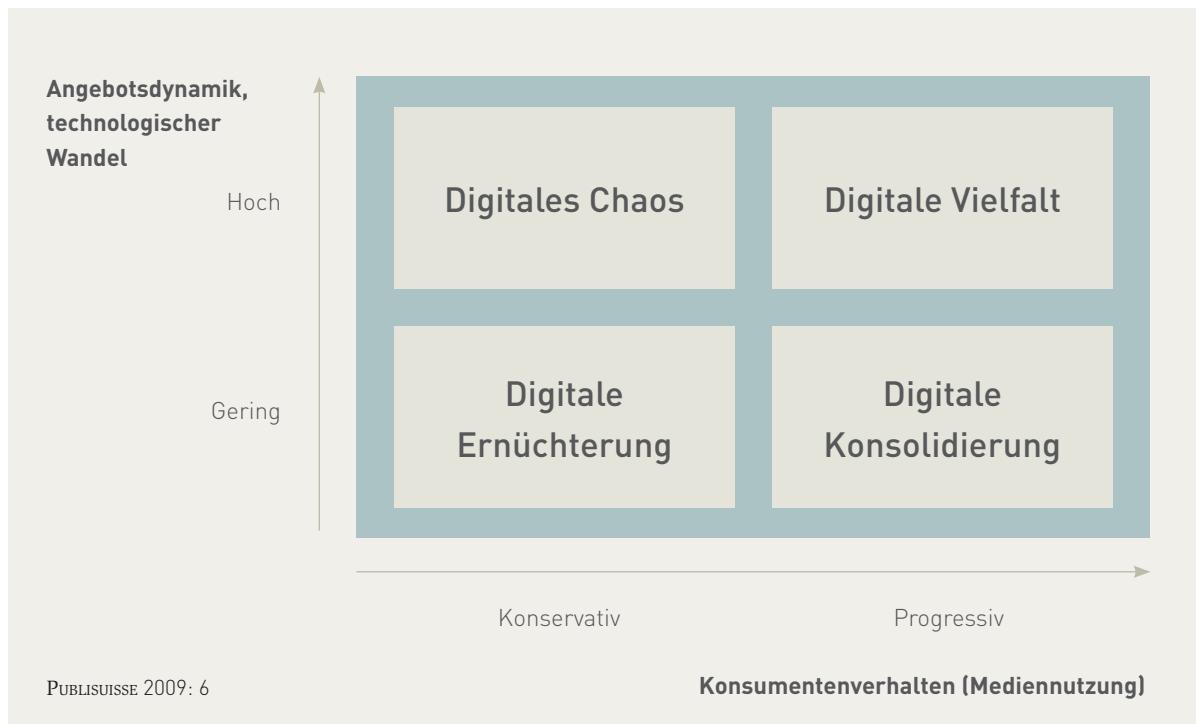 Angebotsdynamik,
technologischer
Wandel
Hoch
Digitales Chaos
Digitale Vielfalt
Gering
Digitale
Ernüchterung
Digitale
Konsolidierung
Konservativ
Progressiv
Publisuisse 2009: 6
Konsumentenverhalten (Mediennutzung)